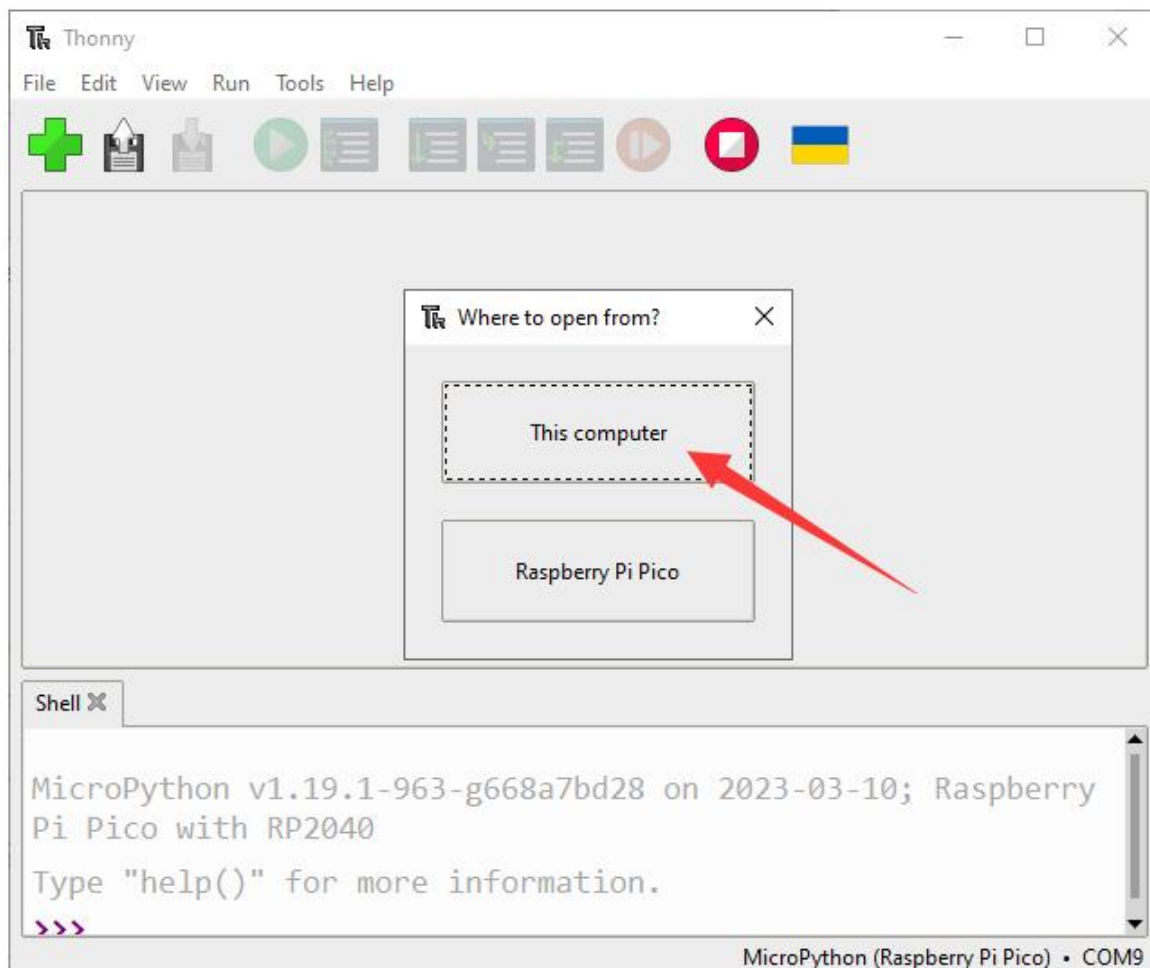 Thonny
File Edit View Run Tools Help
Where to open from?
This computer
Raspberry Pi Pico
Shell
MicroPython v1.19.1-963-g668a7bd28 on 2023-03-10; Raspberry
Pi Pico with RP2040
Type "help()" for more information.
>>>
MicroPython (Raspberry Pi Pico) • COM9